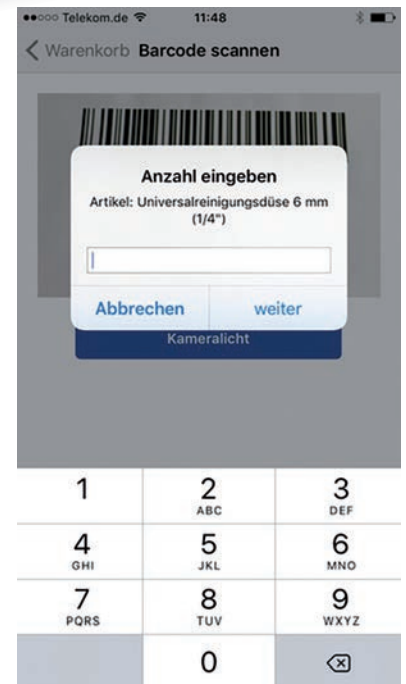 Telekom.de 11:48
Warenkorb Barcode scannen
Anzahl eingeben
Artikel: Universalreinigungsdüse 6 mm
(1/4")
Abbrechen weiter
Kameralicht
1 2 3
ABC DEF
4 5 6
GHI JKL MNO
7 8 9
PQRS TUV WXYZ
0